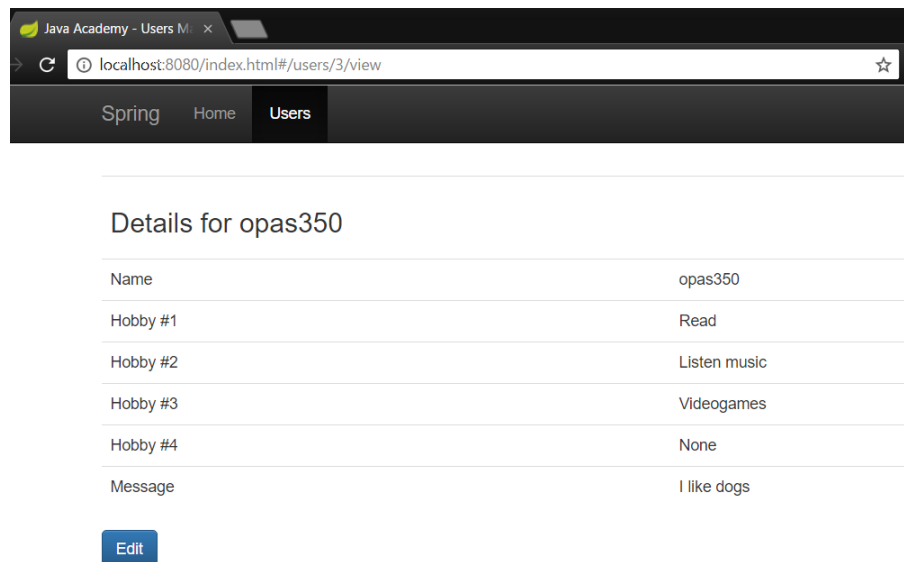 Java Academy - Users M
localhost:8080/index.html#/users/3/view
Spring Home Users
Details for opas350
Name opas350
Hobby #1 Read
Hobby #2 Listen music
Hobby #3 Videogames
Hobby #4 None
Message I like dogs
Edit